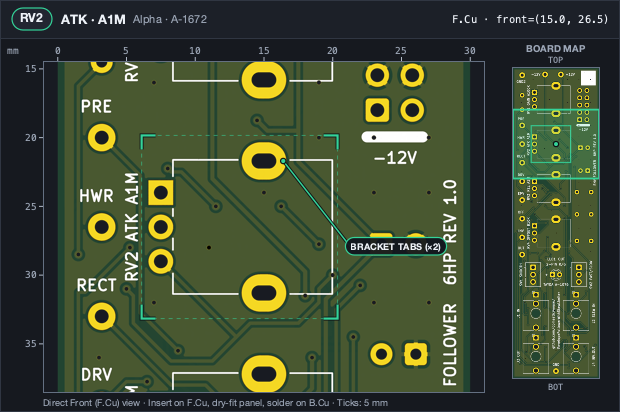 RV2 ATK · A1M Alpha · A-1672 F.Cu · front=(15.0, 26.5)
BOARD MAP
TOP
mm 0 5 10 15 20 25 30
15
20
25
30
35
RV
PRE
HWR
RECT
DRV
RV2 ATK A1M
M
-12V
BRACKET TABS (×2)
6HP REV 1.0
FOLLOWER
BOT
Direct Front (F.Cu) view · Insert on F.Cu, dry-fit panel, solder on B.Cu · Ticks: 5 mm